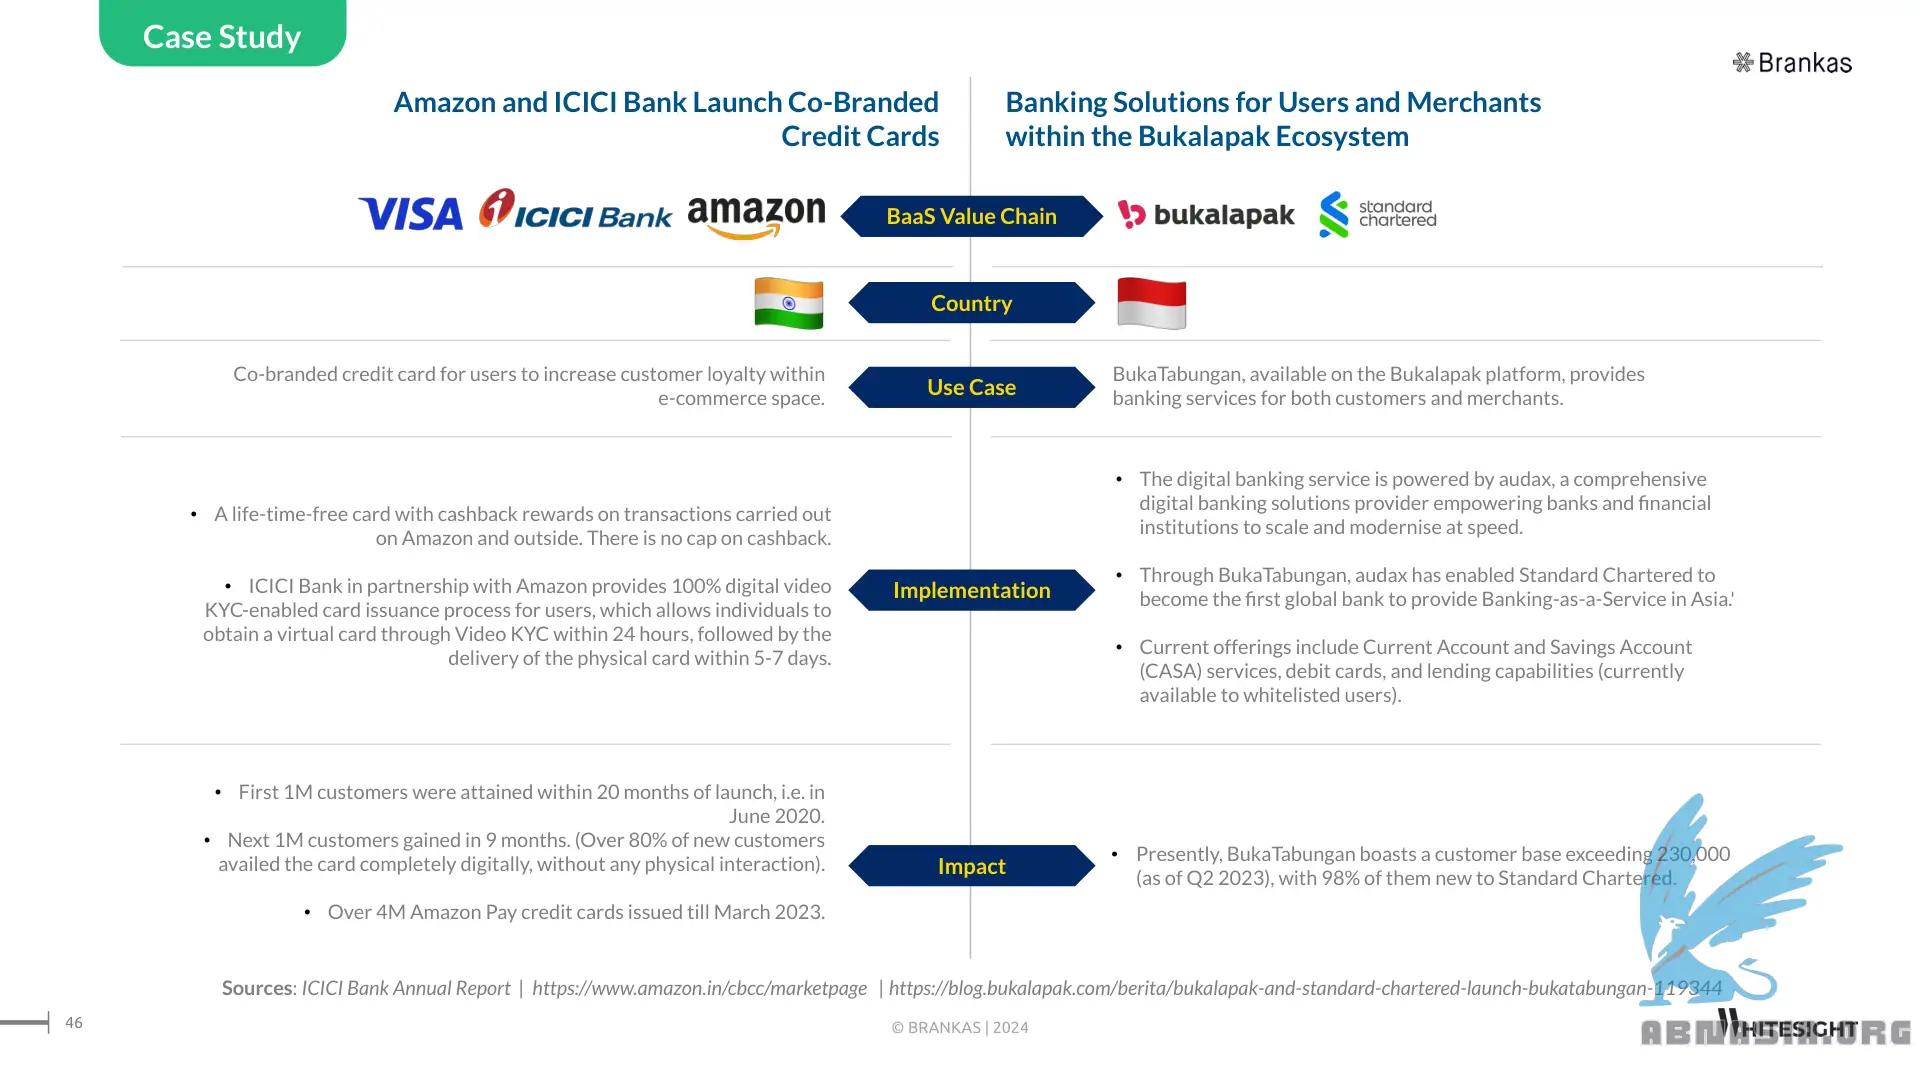 Case Study
Brankas
Amazon and ICICI Bank Launch Co-Branded
Credit Cards
Banking Solutions for Users and Merchants
within the Bukalapak Ecosystem
VISA
ICICI Bank
amazon
BaaS Value Chain
bukalapak
standard
chartered
Country
Co-branded credit card for users to increase customer loyalty within
e-commerce space.
Use Case
BukaTabungan, available on the Bukalapak platform, provides
banking services for both customers and merchants.
• A life-time-free card with cashback rewards on transactions carried out
on Amazon and outside. There is no cap on cashback.
• ICICI Bank in partnership with Amazon provides 100% digital video
KYC-enabled card issuance process for users, which allows individuals to
obtain a virtual card through Video KYC within 24 hours, followed by the
delivery of the physical card within 5-7 days.
Implementation
• The digital banking service is powered by audax, a comprehensive
digital banking solutions provider empowering banks and financial
institutions to scale and modernise at speed.
• Through BukaTabungan, audax has enabled Standard Chartered to
become the first global bank to provide Banking-as-a-Service in Asia.'
• Current offerings include Current Account and Savings Account
(CASA) services, debit cards, and lending capabilities (currently
available to whitelisted users).
• First 1M customers were attained within 20 months of launch, i.e. in
June 2020.
• Next 1M customers gained in 9 months. (Over 80% of new customers
availed the card completely digitally, without any physical interaction).
• Over 4M Amazon Pay credit cards issued till March 2023.
Impact
• Presently, BukaTabungan boasts a customer base exceeding 230,000
(as of Q2 2023), with 98% of them new to Standard Chartered.
Sources: ICICI Bank Annual Report | https://www.amazon.in/cbcc/marketpage | https://blog.bukalapak.com/berita/bukalapak-and-standard-chartered-launch-bukatabungan-119344
46
© BRANKAS | 2024
WHITESIGHT
ABNASIA.ORG